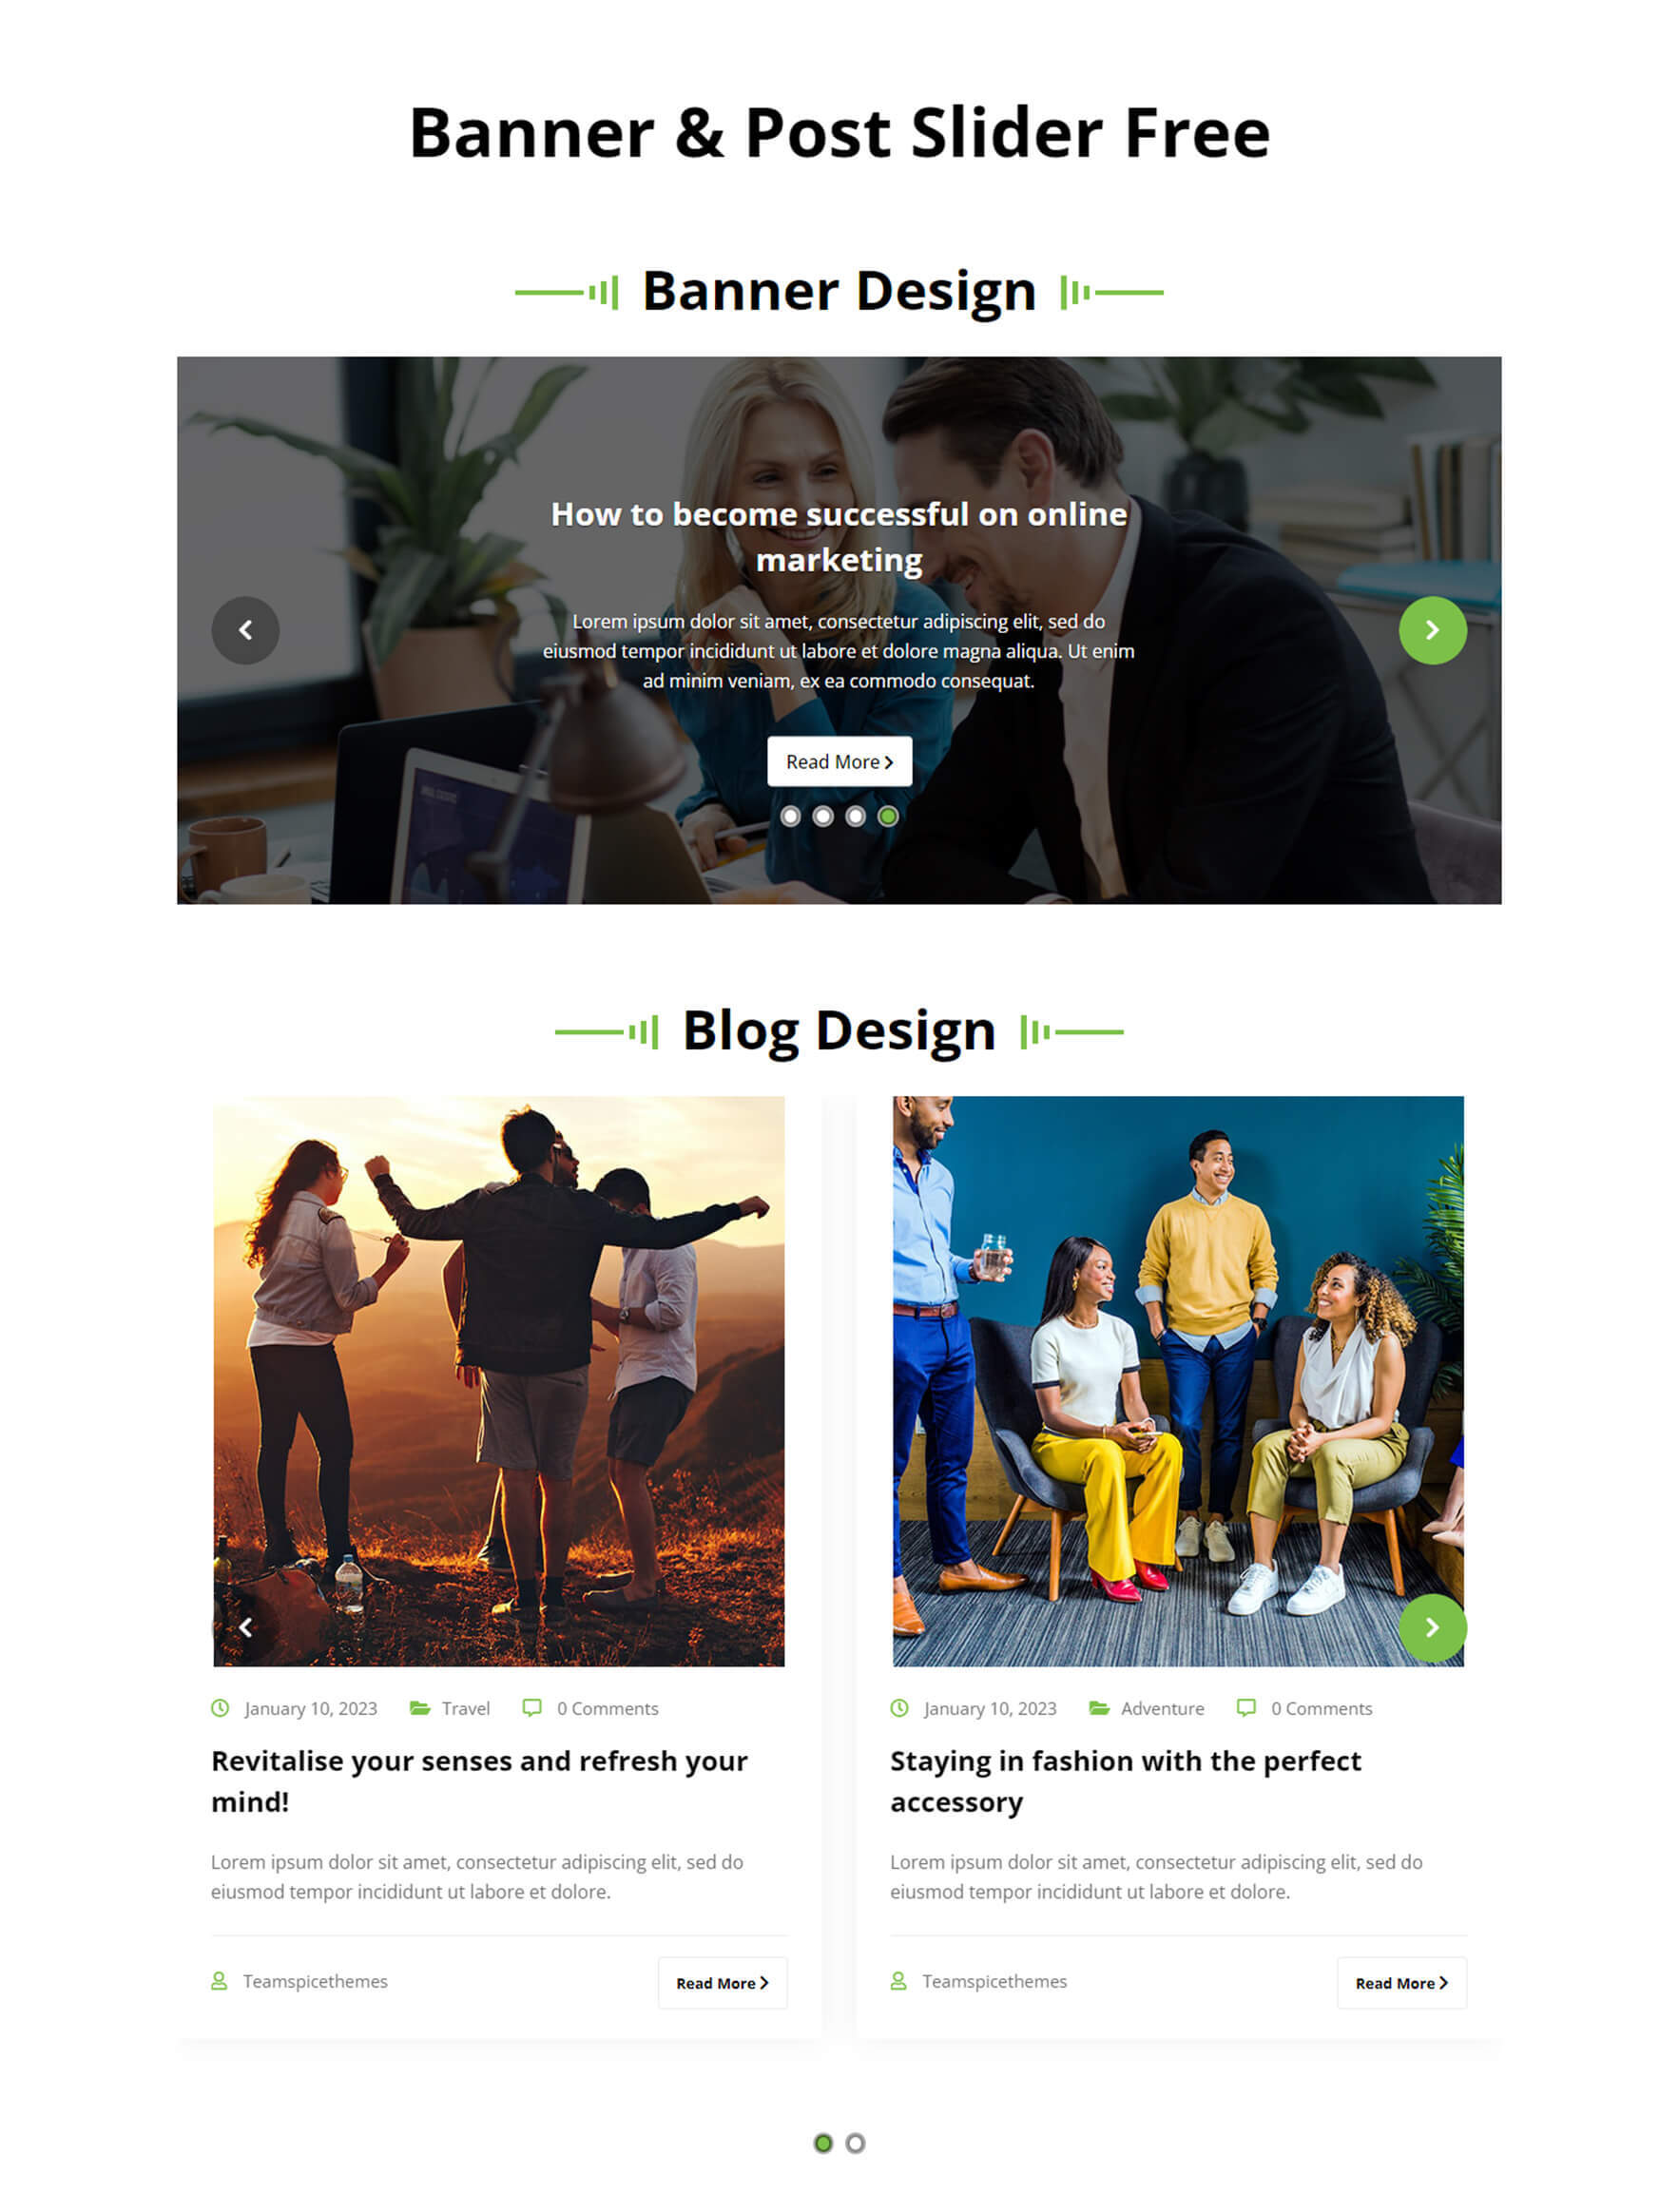 Banner & Post Slider Free
Banner Design
How to become successful on online
marketing
Lorem ipsum dolor sit amet, consectetur adipiscing elit, sed do
eiusmod tempor incididunt ut labore et dolore magna aliqua. Ut enim
ad minim veniam, ex ea commodo consequat.
Read More
Blog Design
January 10, 2023 Travel 0 Comments
Revitalise your senses and refresh your
mind!
Lorem ipsum dolor sit amet, consectetur adipiscing elit, sed do
eiusmod tempor incididunt ut labore et dolore.
Teamspicethemes
Read More
January 10, 2023 Adventure 0 Comments
Staying in fashion with the perfect
accessory
Lorem ipsum dolor sit amet, consectetur adipiscing elit, sed do
eiusmod tempor incididunt ut labore et dolore.
Teamspicethemes
Read More